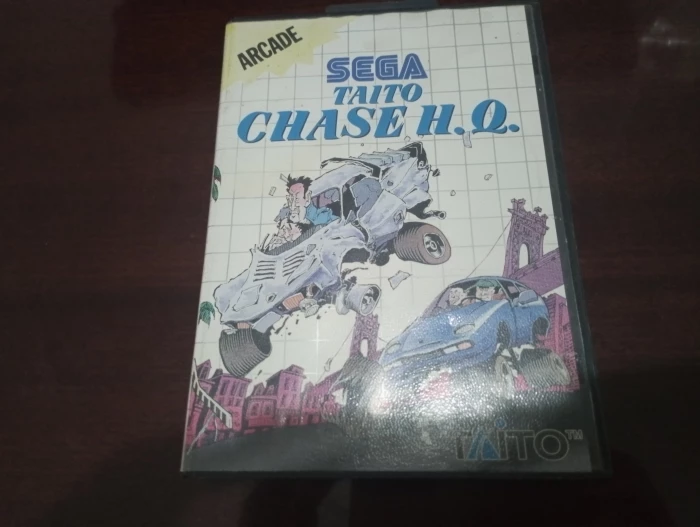 ARCADE
SEGA
TAITO
CHASE H.Q.
TAITO™